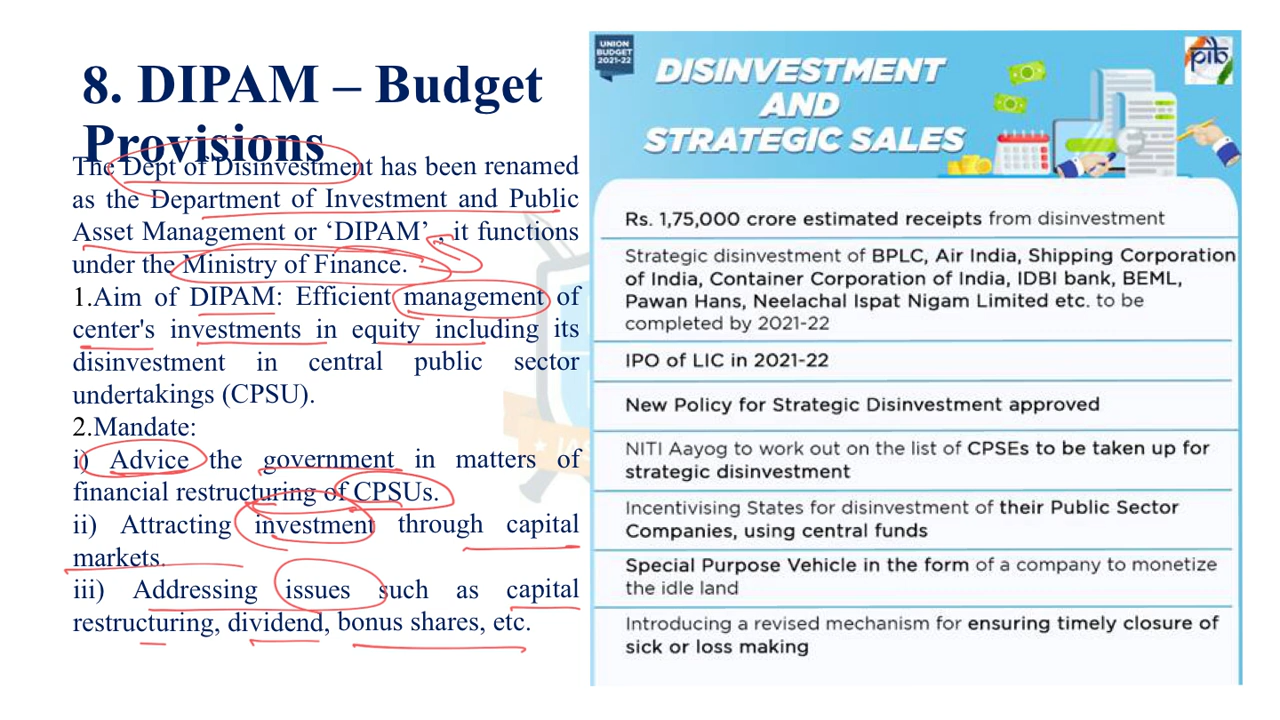 8. DIPAM – Budget
Provisions
The Dept of Disinvestment has been renamed
as the Department of Investment and Public
Asset Management or ‘DIPAM’ , it functions
under the Ministry of Finance.
1.Aim of DIPAM: Efficient management of
center's investments in equity including its
disinvestment in central public sector
undertakings (CPSU).
2.Mandate:
i) Advice the government in matters of
financial restructuring of CPSUs.
ii) Attracting investment through capital
markets.
iii) Addressing issues such as capital
restructuring, dividend, bonus shares, etc.
UNION
BUDGET
2021-22
pib
DISINVESTMENT
AND
STRATEGIC SALES
Rs. 1,75,000 crore estimated receipts from disinvestment
Strategic disinvestment of BPLC, Air India, Shipping Corporation
of India, Container Corporation of India, IDBI bank, BEML,
Pawan Hans, Neelachal Ispat Nigam Limited etc. to be
completed by 2021-22
IPO of LIC in 2021-22
New Policy for Strategic Disinvestment approved
NITI Aayog to work out on the list of CPSEs to be taken up for
strategic disinvestment
Incentivising States for disinvestment of their Public Sector
Companies, using central funds
Special Purpose Vehicle in the form of a company to monetize
the idle land
Introducing a revised mechanism for ensuring timely closure of
sick or loss making